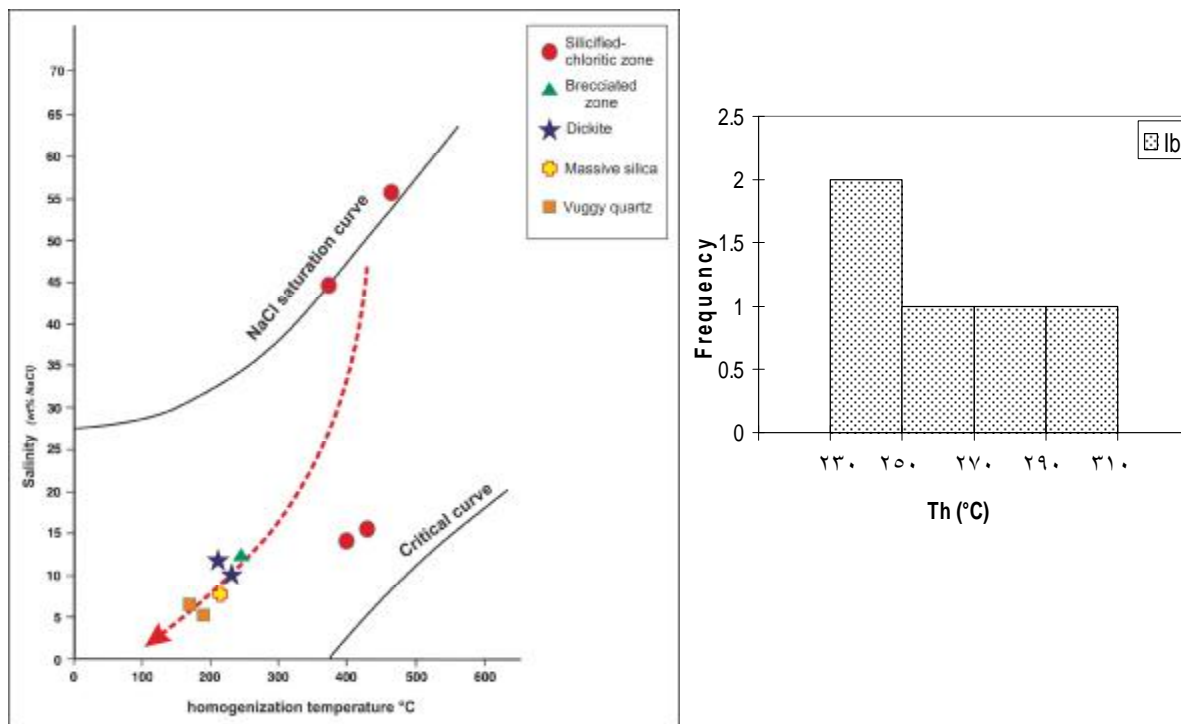 Silicified-
chloritic zone
Brecciated
zone
Dickite
Massive silica
Vuggy quartz
70
65
60
55
50
45
40
35
30
25
20
15
10
5
0
Salinity (wt% NaCl)
NaCl saturation curve
Critical curve
0 100 200 300 400 500 600
homogenization temperature °C
Ib
2.5
2
1.5
1
0.5
0
Frequency
٢٣٠ ٢٥٠ ٢٧٠ ٢٩٠ ٣١٠
Th (°C)